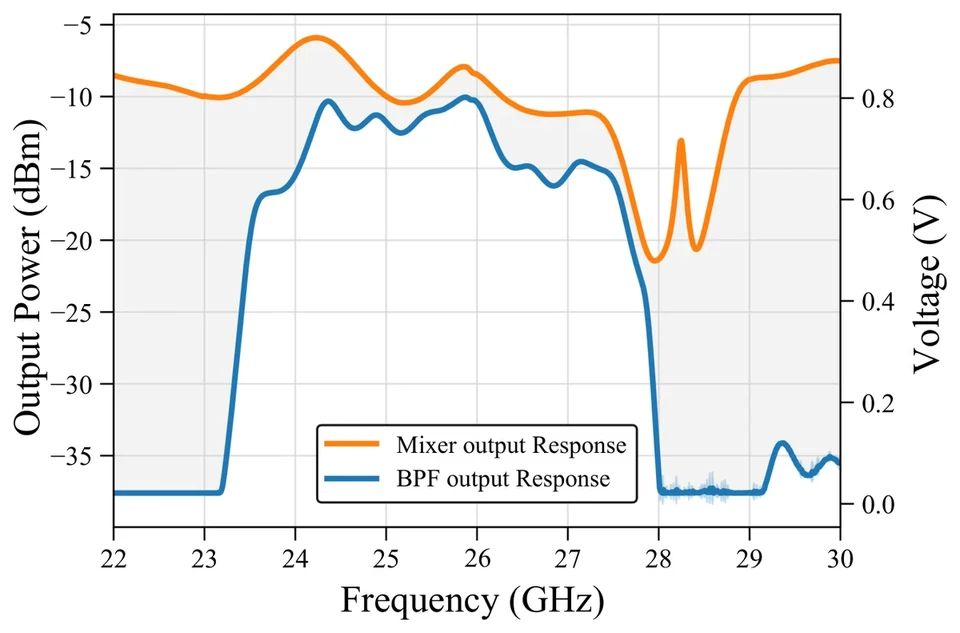 −5
−10
−15
−20
−25
−30
−35
Output Power (dBm)
0.8
0.6
0.4
0.2
0.0
Voltage (V)
Mixer output Response
BPF output Response
22 23 24 25 26 27 28 29 30
Frequency (GHz)